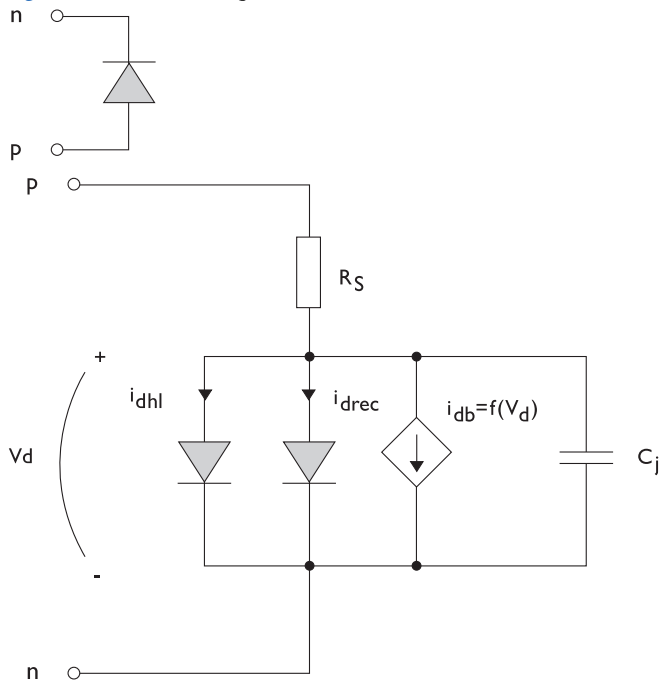 n
p
p
R_S
+
i_dhl
i_drec
i_db=f(V_d)
Vd
C_j
-
n